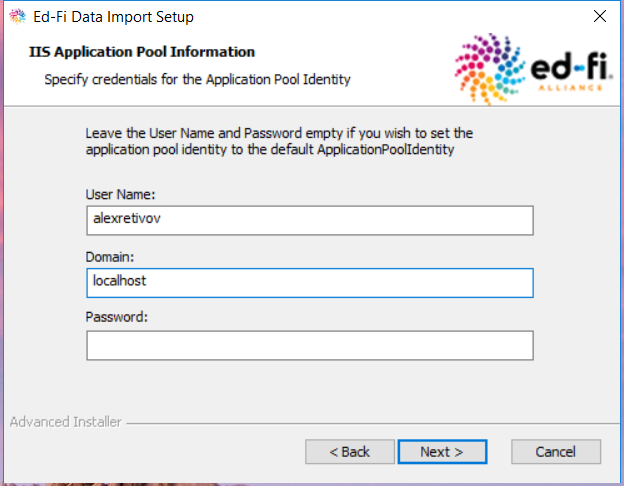 Ed-Fi Data Import Setup
IIS Application Pool Information
Specify credentials for the Application Pool Identity
ed-fi.
ALLIANCE
Leave the User Name and Password empty if you wish to set the
application pool identity to the default ApplicationPoolIdentity
User Name:
alexretivov
Domain:
localhost
Password:
Advanced Installer
< Back
Next >
Cancel